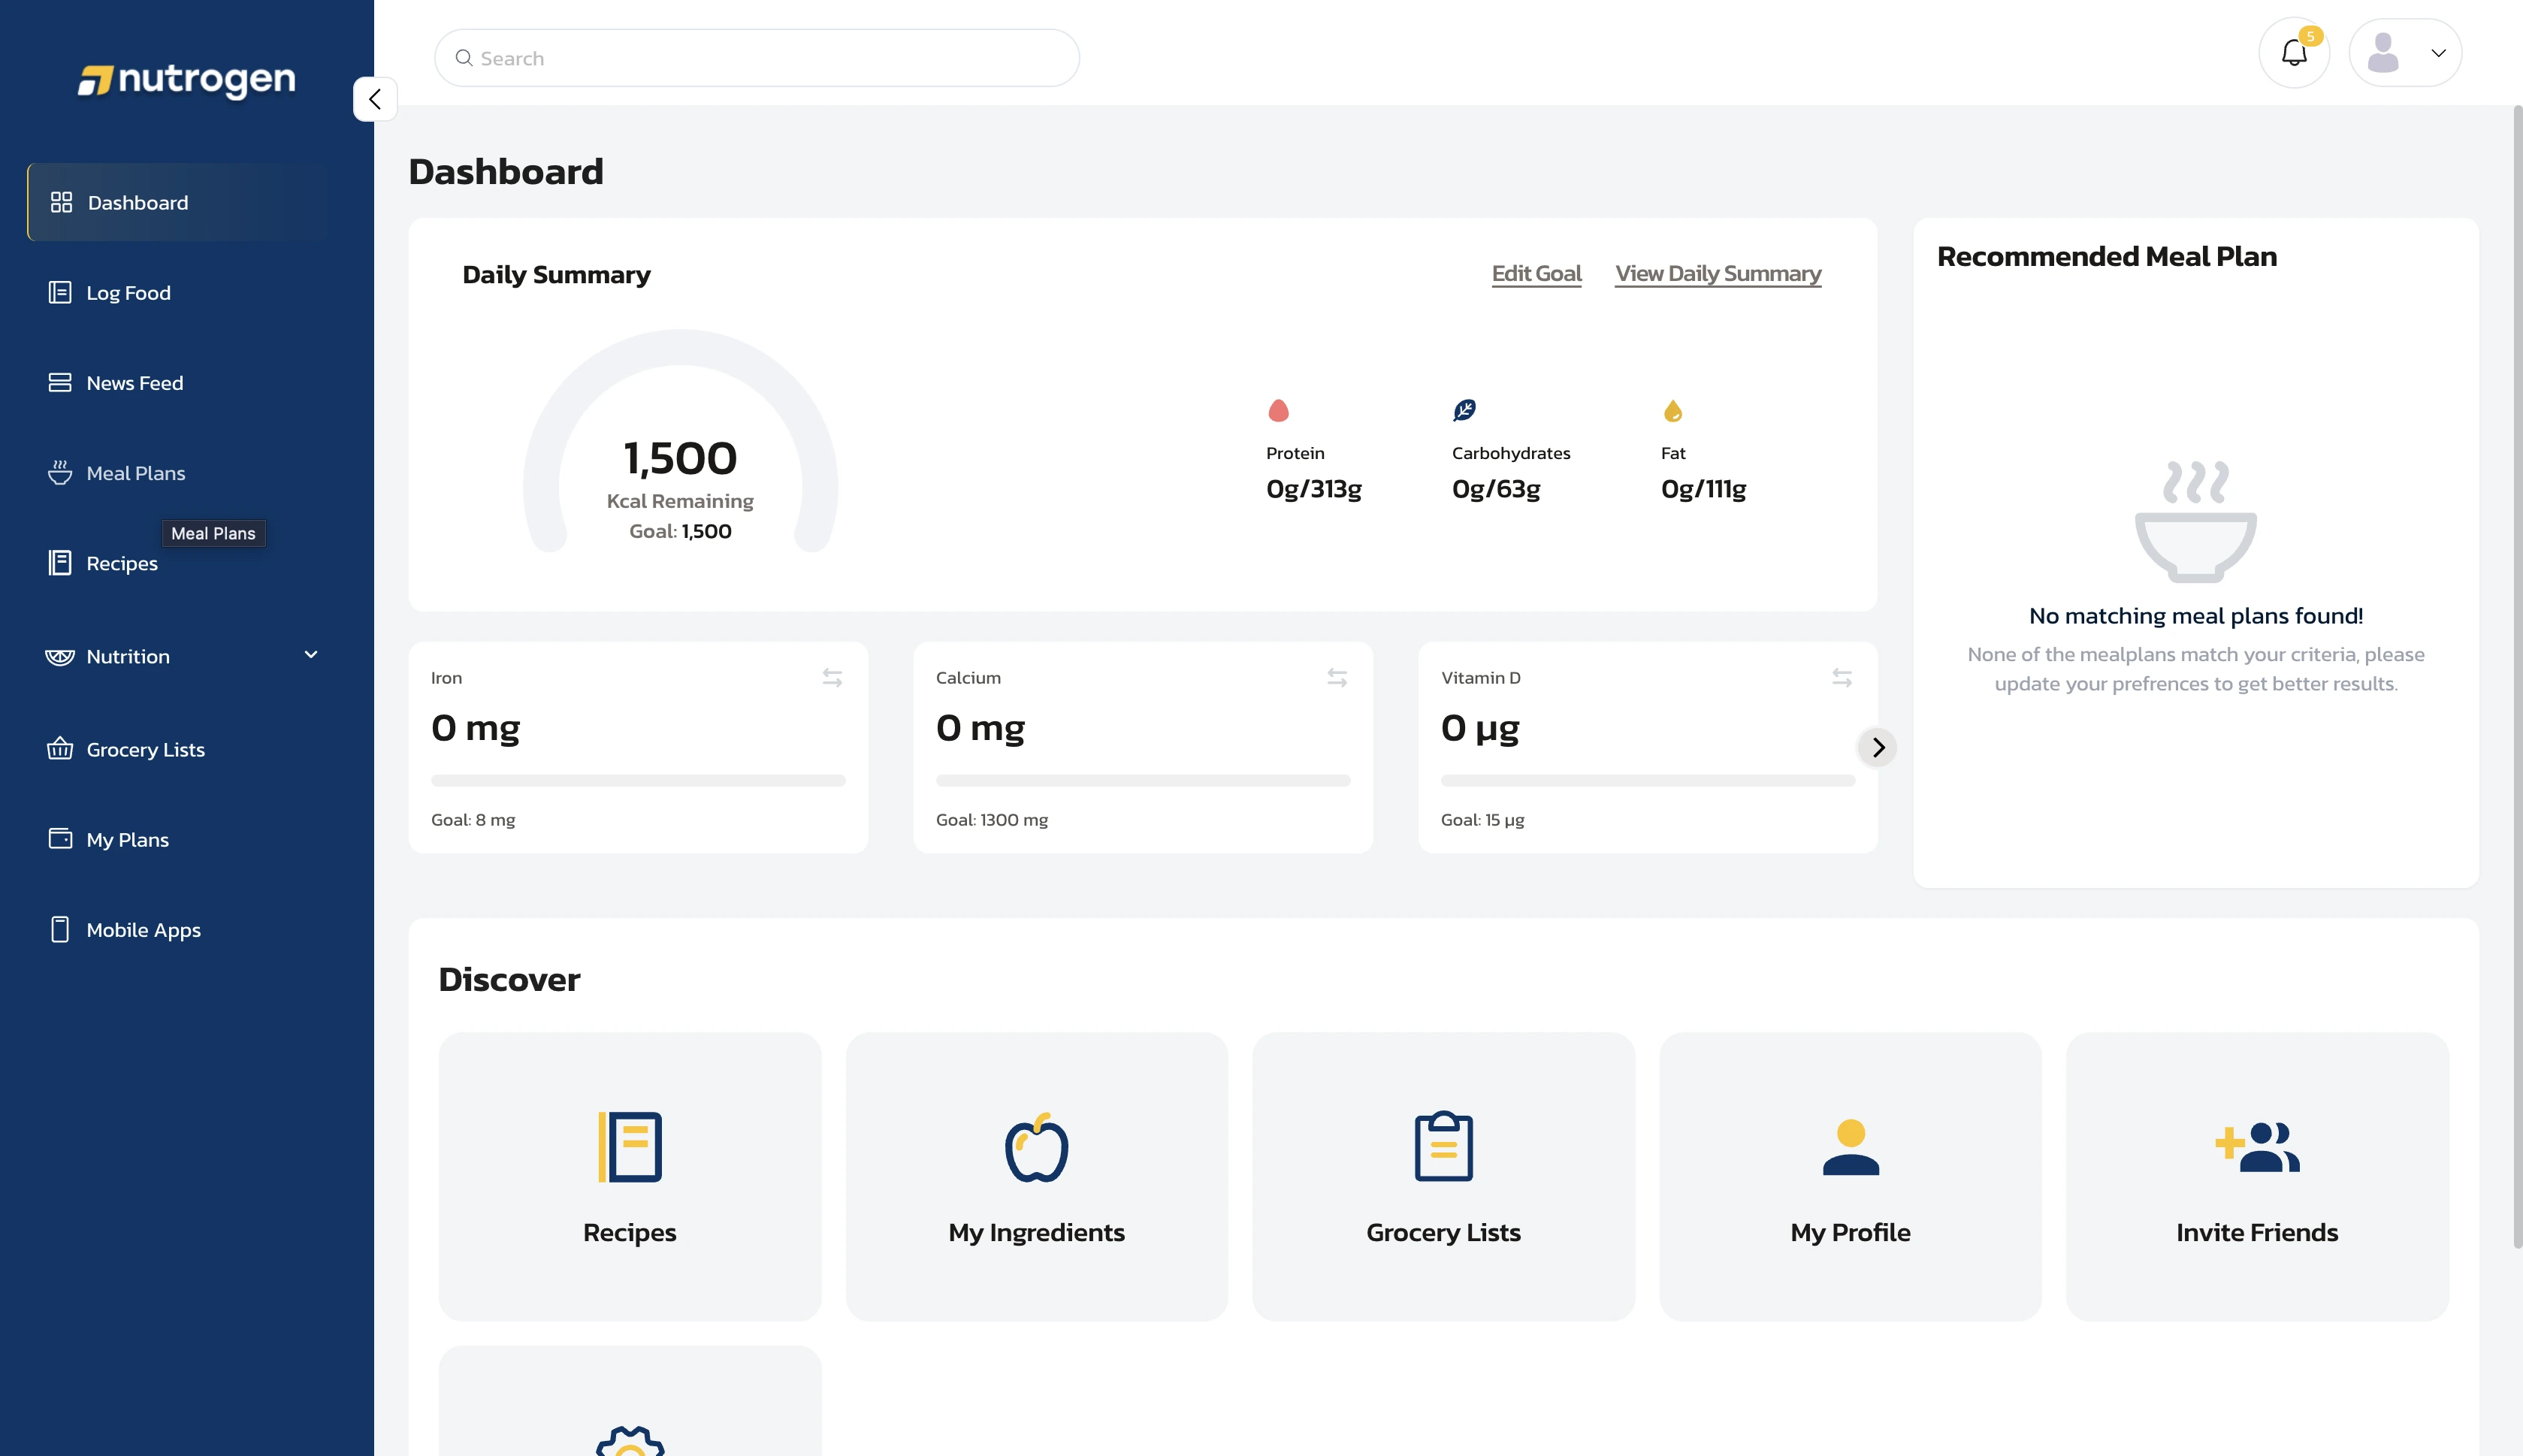 nutrogen
Search
5
Dashboard
Log Food
News Feed
Meal Plans
Meal Plans
Recipes
Nutrition
Grocery Lists
My Plans
Mobile Apps
Dashboard
Daily Summary
Edit Goal
View Daily Summary
1,500
Kcal Remaining
Goal: 1,500
Protein
0g/313g
Carbohydrates
0g/63g
Fat
0g/111g
Recommended Meal Plan
No matching meal plans found!
None of the mealplans match your criteria, please
update your prefrences to get better results.
Iron
0 mg
Goal: 8 mg
Calcium
0 mg
Goal: 1300 mg
Vitamin D
0 µg
Goal: 15 µg
Discover
Recipes
My Ingredients
Grocery Lists
My Profile
Invite Friends